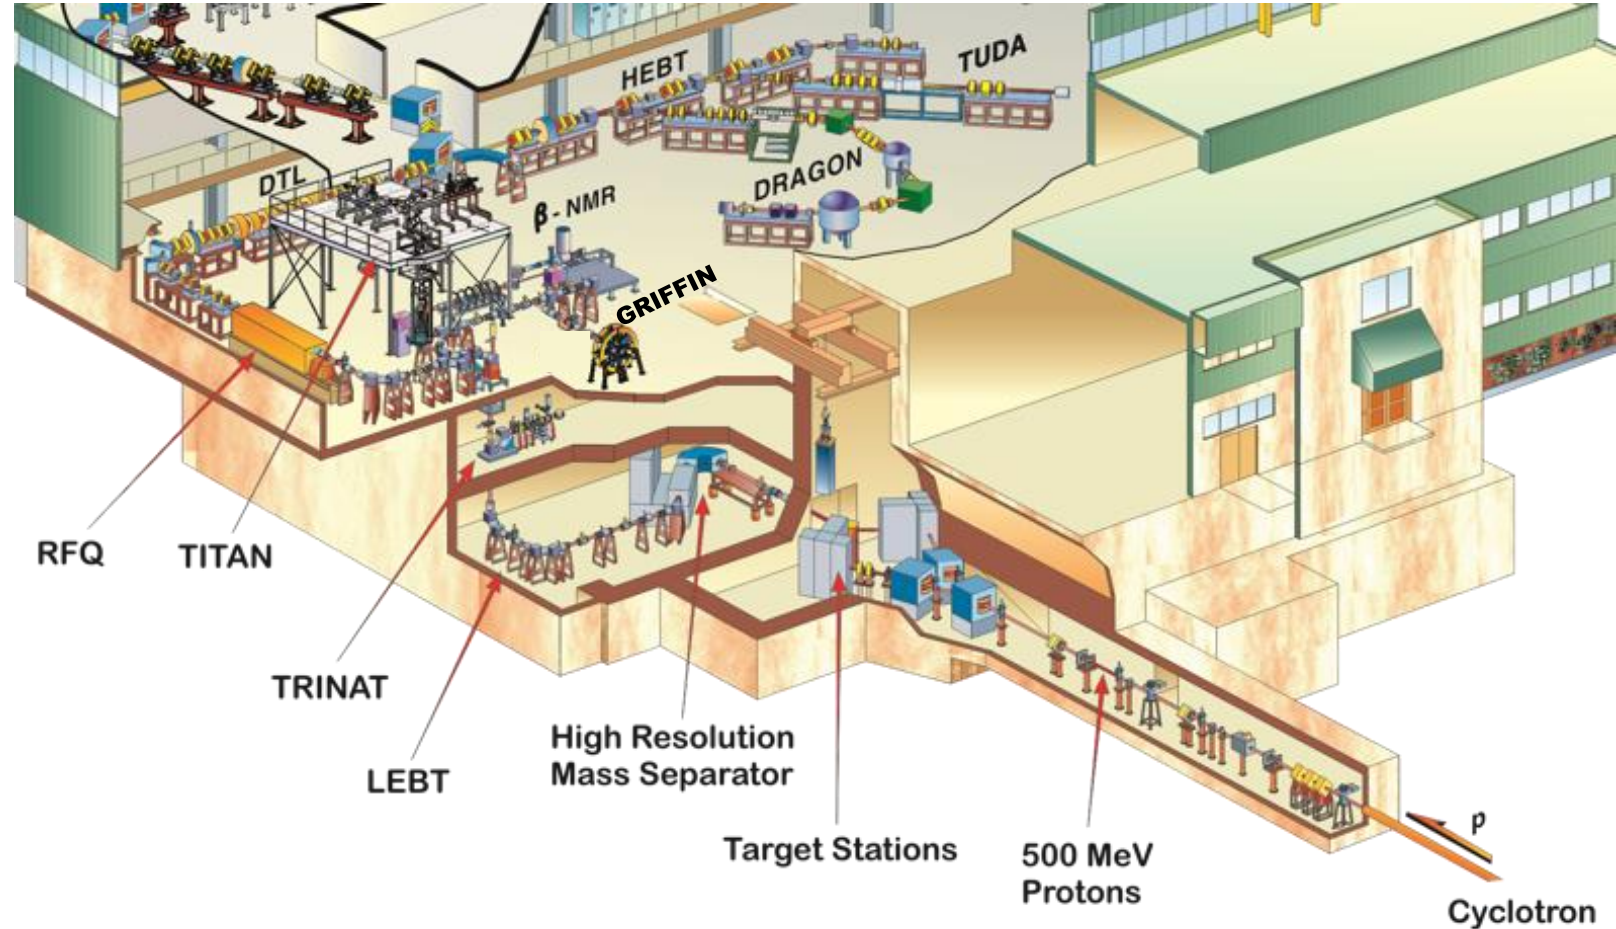 HEBT
TUDA
DTL
β-NMR
DRAGON
GRIFFIN
RFQ
TITAN
TRINAT
LEBT
High Resolution
Mass Separator
Target Stations
500 MeV
Protons
p
Cyclotron